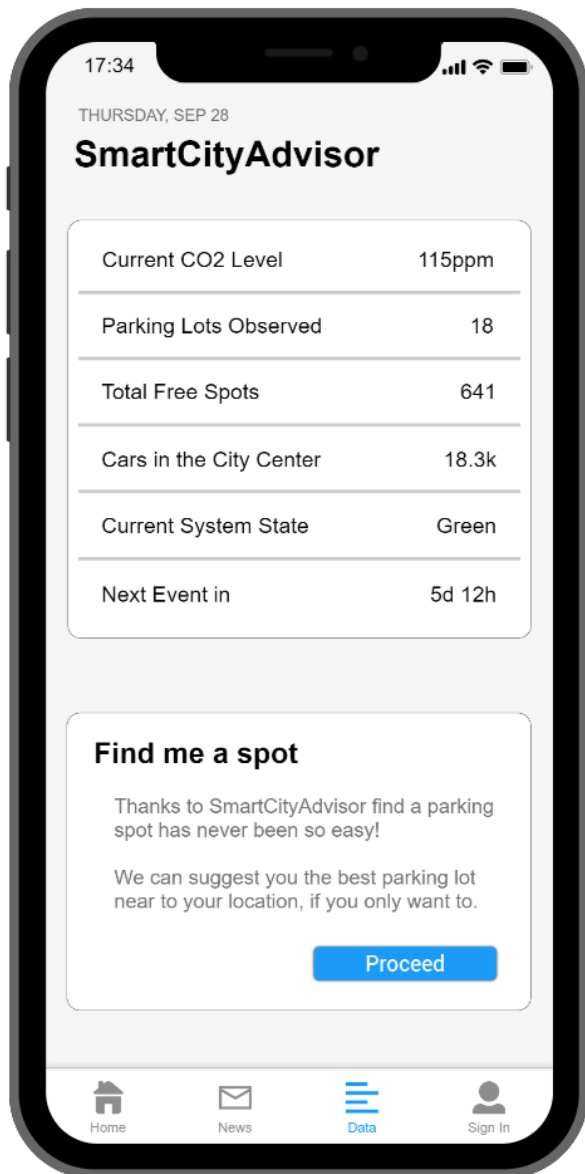 17:34
THURSDAY, SEP 28
SmartCityAdvisor
Current CO2 Level 115ppm
Parking Lots Observed 18
Total Free Spots 641
Cars in the City Center 18.3k
Current System State Green
Next Event in 5d 12h
Find me a spot
Thanks to SmartCityAdvisor find a parking
spot has never been so easy!
We can suggest you the best parking lot
near to your location, if you only want to.
Proceed
Home News Data Sign In